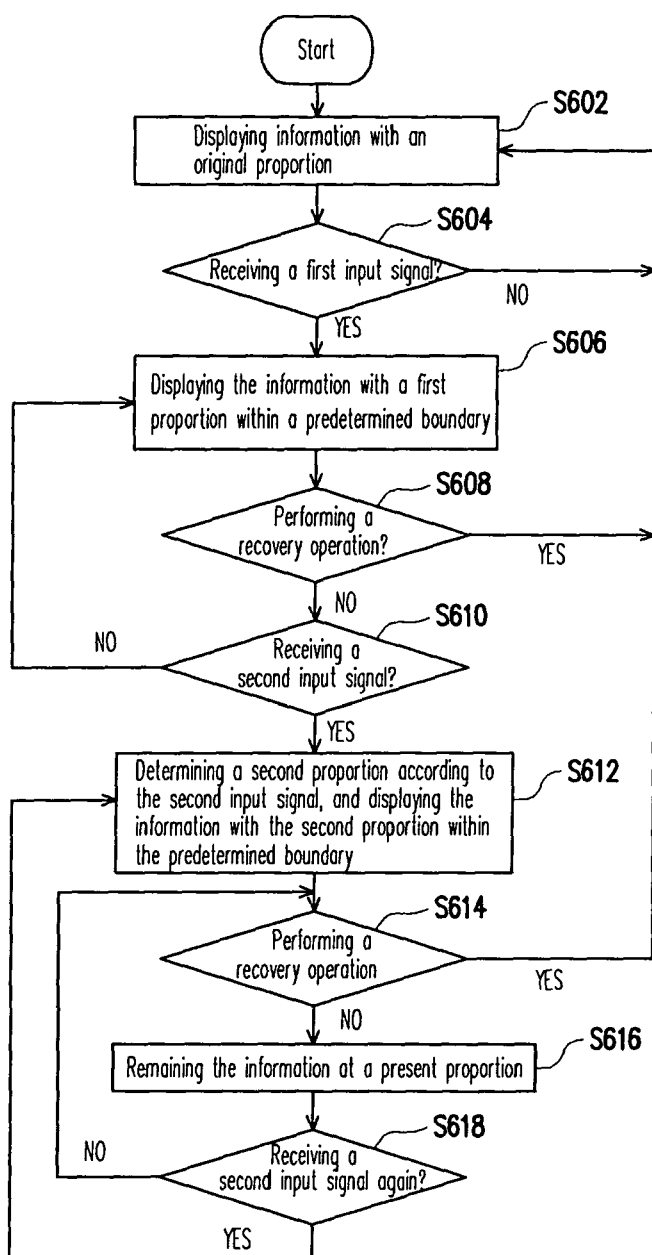 Start
S602
Displaying information with an
original proportion
S604
Receiving a first input signal?
NO
YES
S606
Displaying the information with a first
proportion within a predetermined boundary
S608
Performing a
recovery operation?
YES
NO
S610
NO
Receiving a
second input signal?
YES
S612
Determining a second proportion according to
the second input signal, and displaying the
information with the second proportion within
the predetermined boundary
S614
Performing a
recovery operation
YES
NO
S616
Remaining the information at a present proportion
S618
NO
Receiving a
second input signal again?
YES